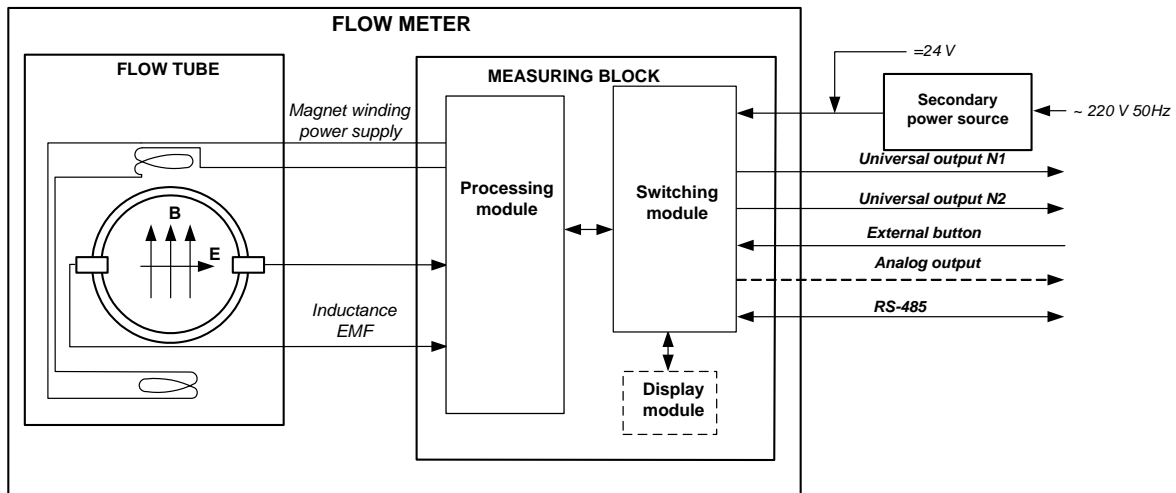 FLOW METER
FLOW TUBE
MEASURING BLOCK
=24 V
Secondary
power source
~ 220 V 50Hz
Magnet winding
power supply
Processing
module
Switching
module
Universal output N1
Universal output N2
External button
Analog output
RS-485
B
E
Inductance
EMF
Display
module